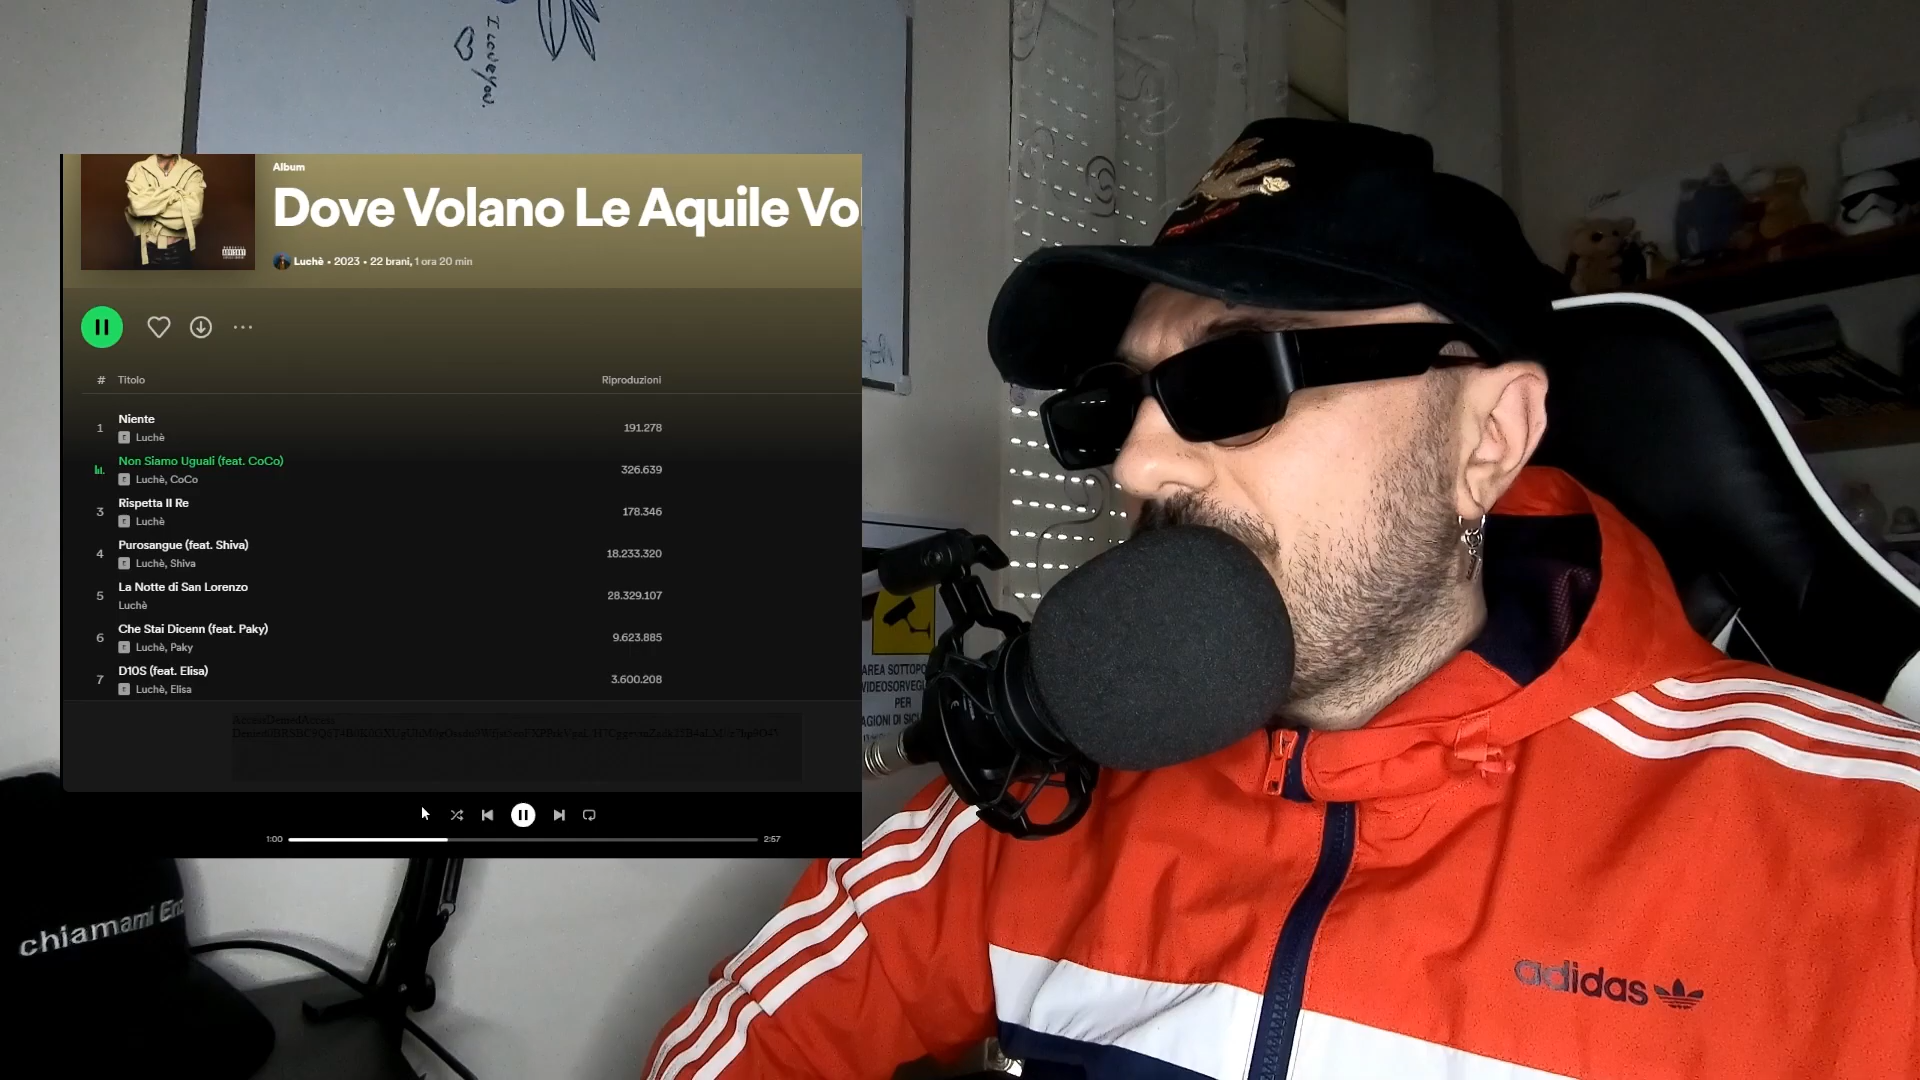 I Love You.
Album
Dove Volano Le Aquile Vo
Luchè • 2023 • 22 brani, 1 ora 20 min
# Titolo Riproduzioni
1 Niente 191.278
E Luchè
Non Siamo Uguali (feat. CoCo) 326.639
E Luchè, CoCo
3 Rispetta Il Re 178.346
E Luchè
4 Purosangue (feat. Shiva) 18.233.320
E Luchè, Shiva
5 La Notte di San Lorenzo 28.329.107
Luchè
6 Che Stai Dicenn (feat. Paky) 9.623.885
E Luchè, Paky
7 D10S (feat. Elisa) 3.600.208
E Luchè, Elisa
1:00 2:57
AREA SOTTOPO
VIDEOSORVEG
PER
AGIONI DI SIC
chiamami
adidas